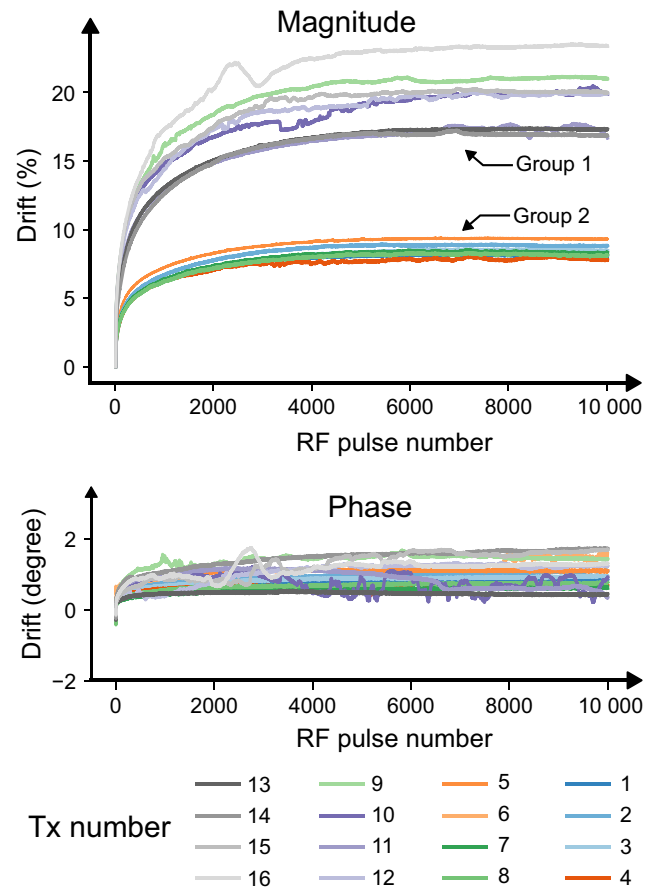 Magnitude
20
15
10
5
0
Drift (%)
Group 1
Group 2
0 2000 4000 6000 8000 10 000
RF pulse number
Phase
2
0
−2
Drift (degree)
0 2000 4000 6000 8000 10 000
RF pulse number
Tx number
13 9 5 1
14 10 6 2
15 11 7 3
16 12 8 4